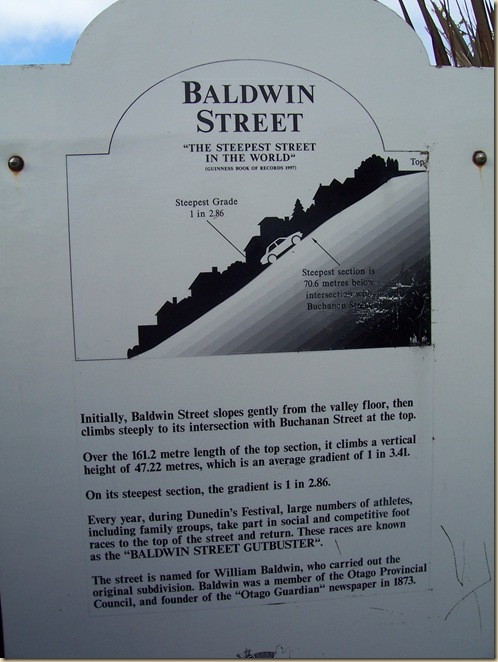 BALDWIN
STREET
"THE STEEPEST STREET
IN THE WORLD"
(GUINNESS BOOK OF RECORDS 1997)
Top
Steepest Grade
1 in 2.86
Steepest section is
70.6 metres below
intersection with
Buchanan Street
Initially, Baldwin Street slopes gently from the valley floor, then
climbs steeply to its intersection with Buchanan Street at the top.
Over the 161.2 metre length of the top section, it climbs a vertical
height of 47.22 metres, which is an average gradient of 1 in 3.41.
On its steepest section, the gradient is 1 in 2.86.
Every year, during Dunedin's Festival, large numbers of athletes,
including family groups, take part in social and competitive foot
races to the top of the street and return. These races are known
as the "BALDWIN STREET GUTBUSTER".
The street is named for William Baldwin, who carried out the
original subdivision. Baldwin was a member of the Otago Provincial
Council, and founder of the "Otago Guardian" newspaper in 1873.